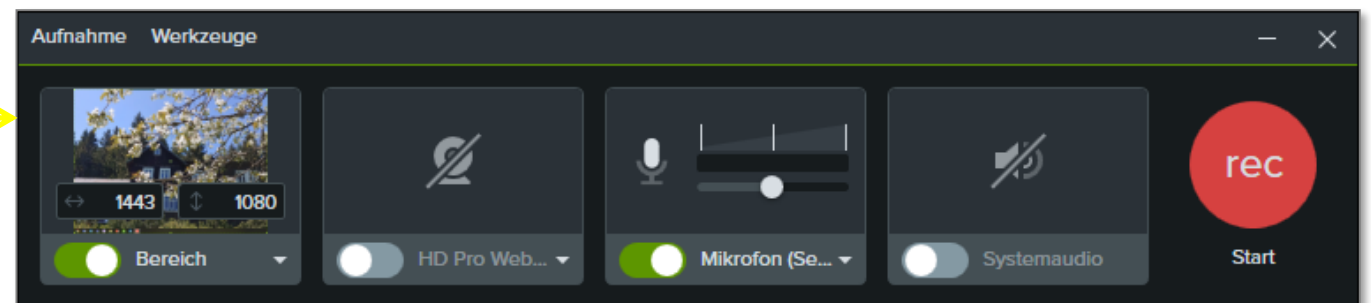 Aufnahme Werkzeuge
1443 1080
rec
Bereich HD Pro Web... Mikrofon (Se... Systemaudio Start